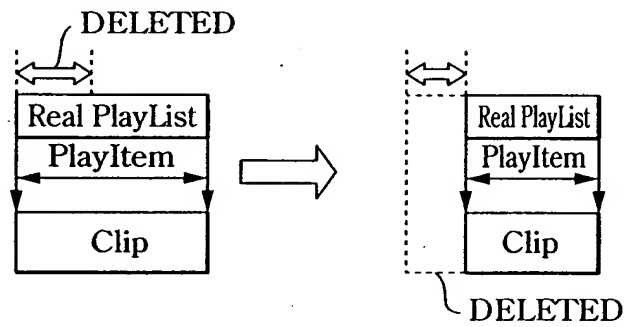 DELETED
Real PlayList
PlayItem
Clip
Real PlayList
PlayItem
Clip
DELETED